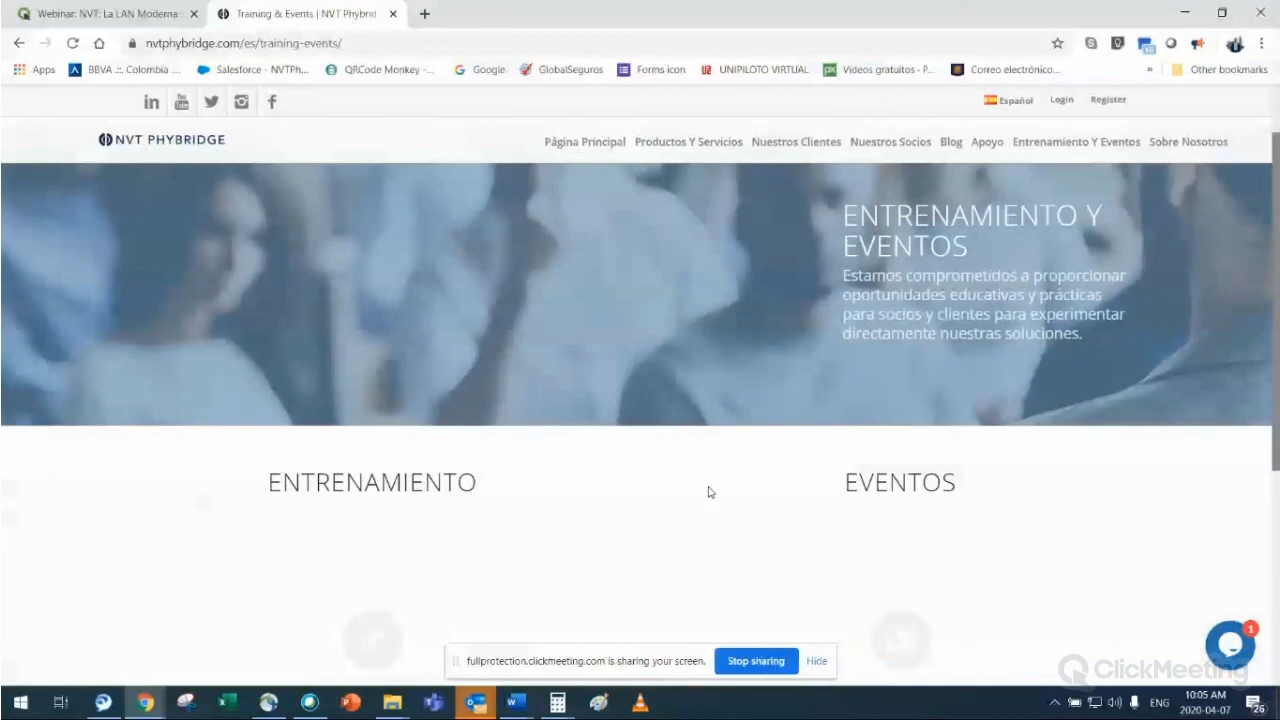 Webinar: NVT: La LAN Moderna
Training & Events | NVT Phybrid
nvtphybridge.com/es/training-events/
Apps
BBVA .::. Colombia ...
Salesforce - NVTPh...
QRCode Monkey -...
Google
GlobalSeguros
Forms icon
UNIPILOTO VIRTUAL
Vídeos gratuitos · P...
Correo electrónico...
»
Other bookmarks
Español
Login
Register
NVT PHYBRIDGE
Página Principal
Productos Y Servicios
Nuestros Clientes
Nuestros Socios
Blog
Apoyo
Entrenamiento Y Eventos
Sobre Nosotros
ENTRENAMIENTO Y
EVENTOS
Estamos comprometidos a proporcionar
oportunidades educativas y prácticas
para socios y clientes para experimentar
directamente nuestras soluciones.
ENTRENAMIENTO
EVENTOS
fullprotection.clickmeeting.com is sharing your screen.
Stop sharing
Hide
1
ClickMeeting
ENG
10:05 AM
2020-04-07
26